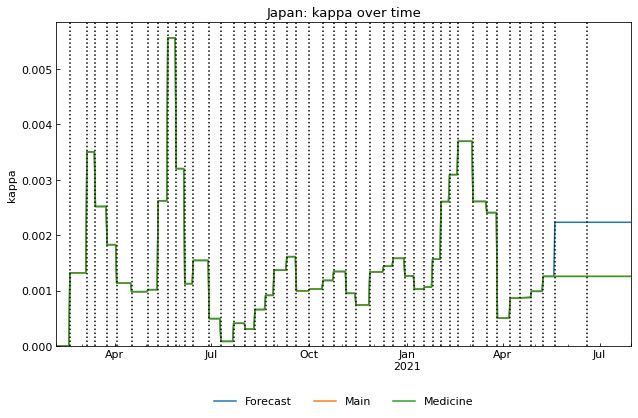 Japan: kappa over time
kappa
0.005
0.004
0.003
0.002
0.001
0.000
Apr Jul Oct Jan Apr Jul
2021
Forecast Main Medicine